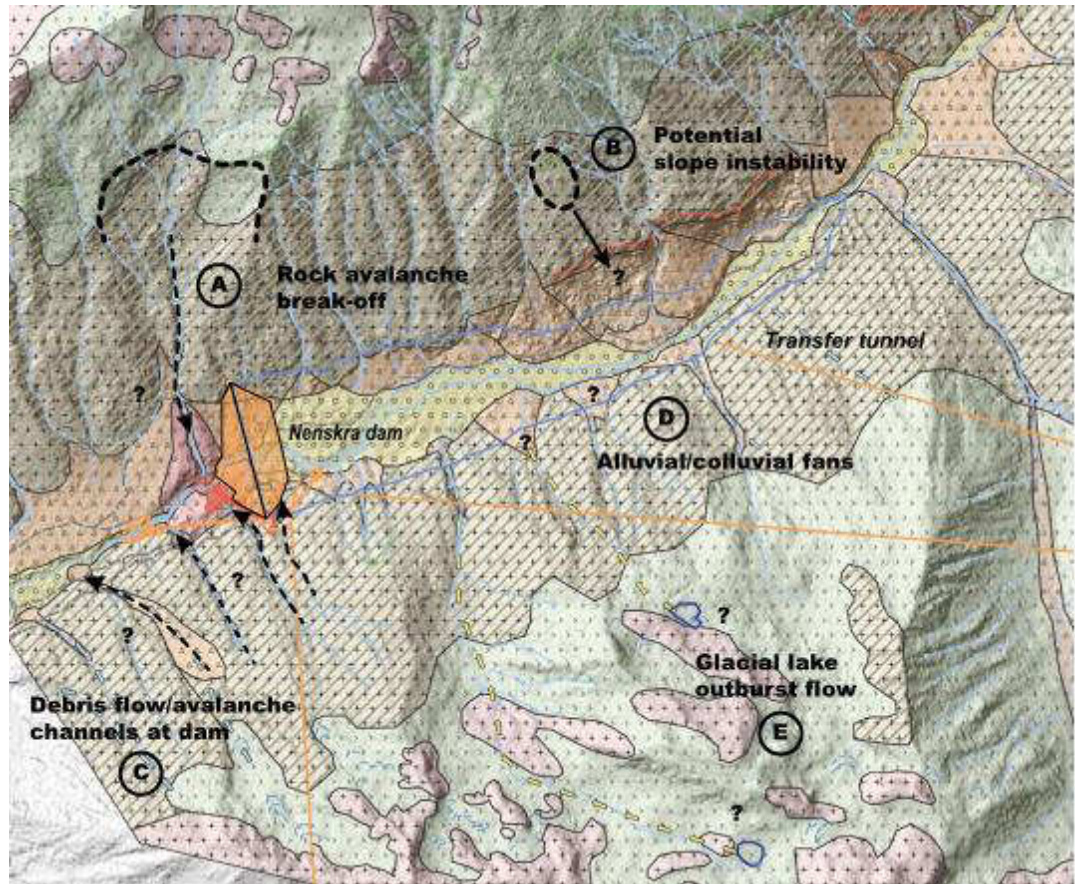 B
Potential
slope instability
?
A
Rock avalanche
break-off
Transfer tunnel
?
?
Nenskra dam
D
?
Alluvial/colluvial fans
?
?
?
Glacial lake
outburst flow
E
Debris flow/avalanche
channels at dam
C
?